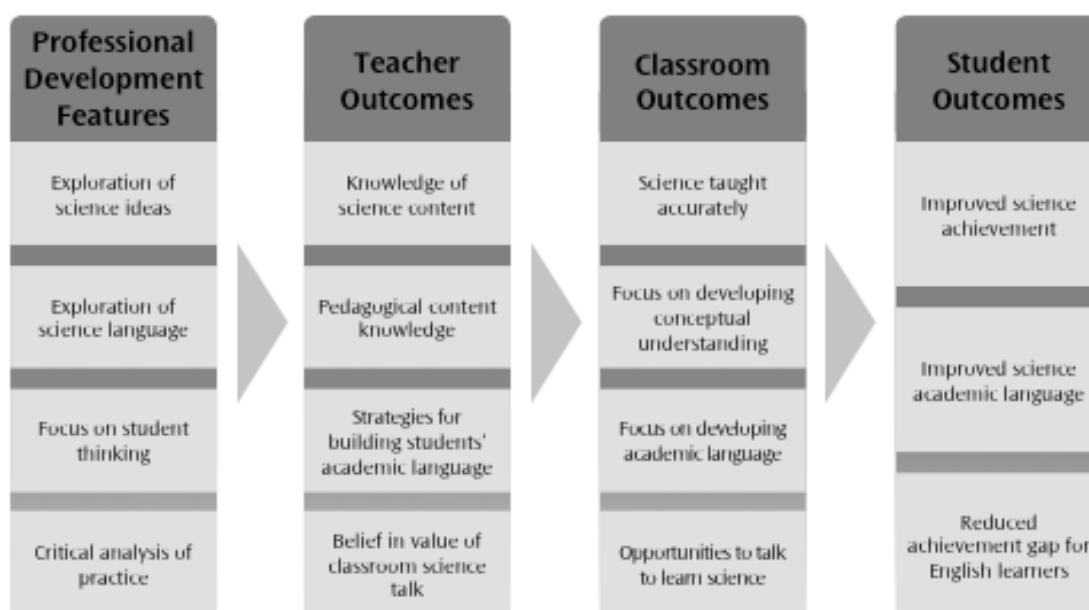 Professional
Development
Features
Exploration of
science ideas
Exploration of
science language
Focus on student
thinking
Critical analysis of
practice
Teacher
Outcomes
Knowledge of
science content
Pedagogical content
knowledge
Strategies for
building students'
academic language
Belief in value of
classroom science
talk
Classroom
Outcomes
Science taught
accurately
Focus on developing
conceptual
understanding
Focus on developing
academic language
Opportunities to talk
to learn science
Student
Outcomes
Improved science
achievement
Improved science
academic language
Reduced
achievement gap for
English learners